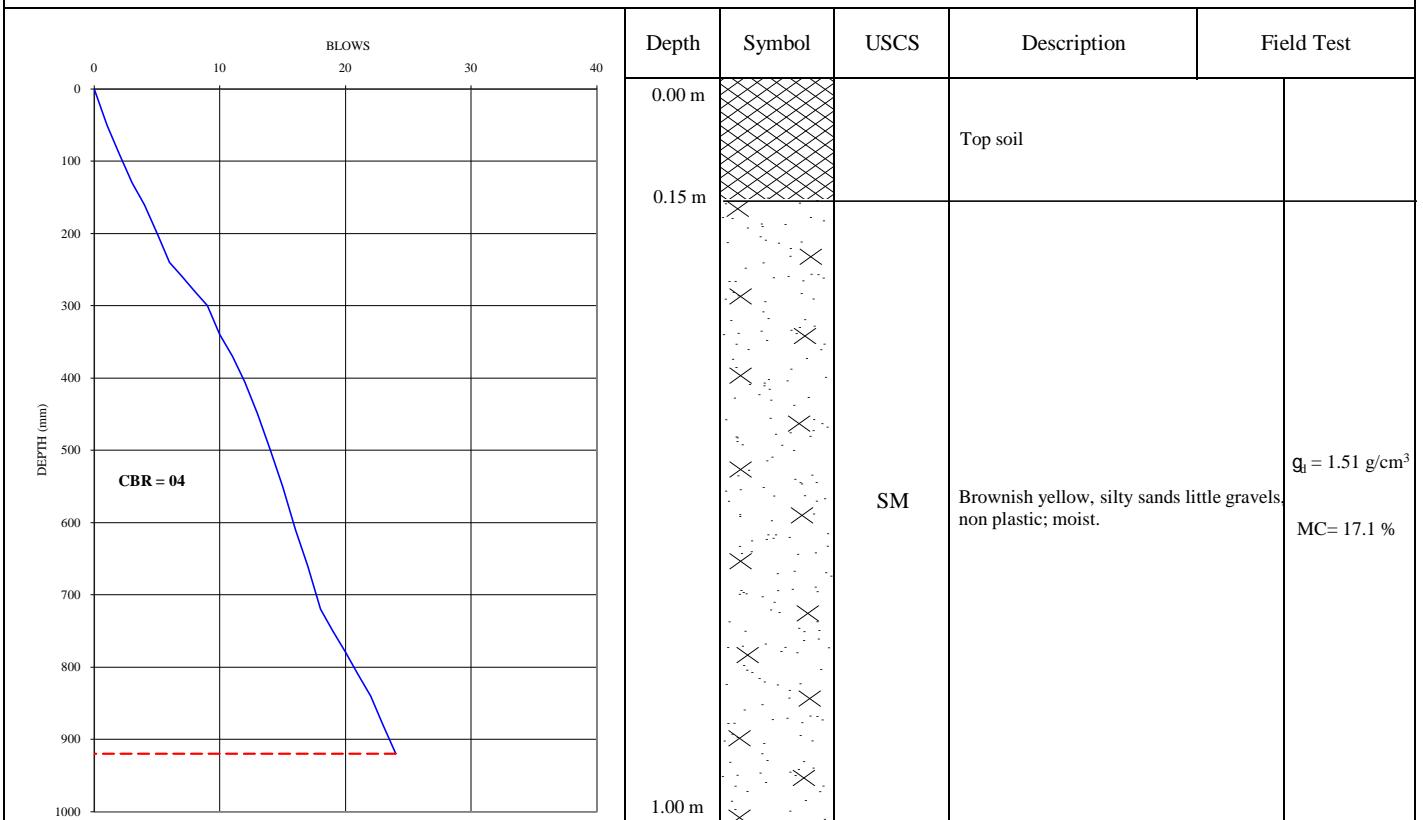 BLOWS
0 10 20 30 40
0
100
200
300
400
500
600
700
800
900
1000
DEPTH (mm)
CBR = 04
Depth Symbol USCS Description Field Test
0.00 m
Top soil
0.15 m
SM
Brownish yellow, silty sands little gravels,
non plastic; moist.
gd = 1.51 g/cm³
MC= 17.1 %
1.00 m